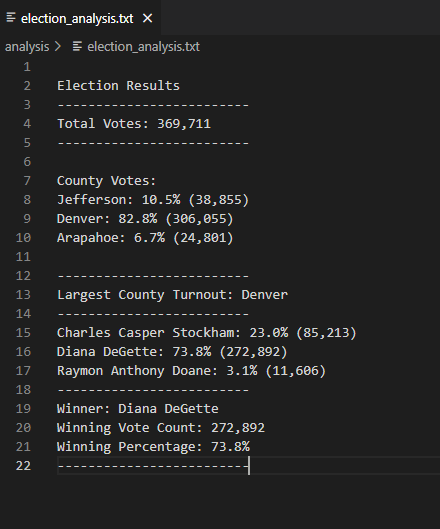 election_analysis.txt ×
analysis > election_analysis.txt
1
2 Election Results
3 -------------------------
4 Total Votes: 369,711
5 -------------------------
6
7 County Votes:
8 Jefferson: 10.5% (38,855)
9 Denver: 82.8% (306,055)
10 Arapahoe: 6.7% (24,801)
11
12 -------------------------
13 Largest County Turnout: Denver
14 -------------------------
15 Charles Casper Stockham: 23.0% (85,213)
16 Diana DeGette: 73.8% (272,892)
17 Raymon Anthony Doane: 3.1% (11,606)
18 -------------------------
19 Winner: Diana DeGette
20 Winning Vote Count: 272,892
21 Winning Percentage: 73.8%
22 -------------------------